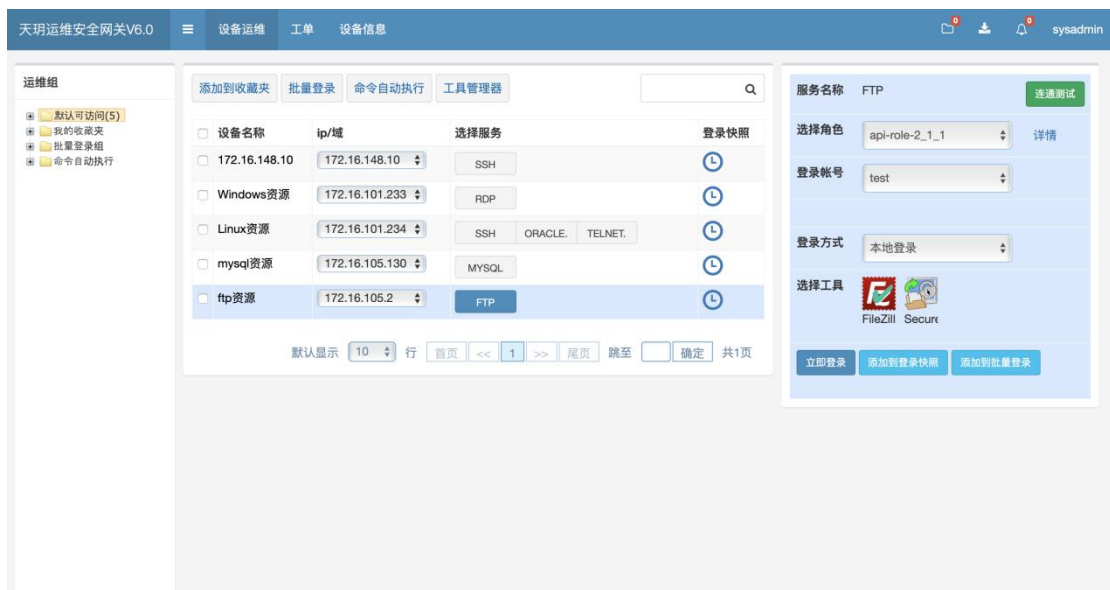 天玥运维安全网关V6.0 设备运维 工单 设备信息 0 0 sysadmin
运维组
默认可访问(5)
我的收藏夹
批量登录组
命令自动执行
添加到收藏夹 批量登录 命令自动执行 工具管理器
设备名称 ip/域 选择服务 登录快照
172.16.148.10 172.16.148.10 SSH
Windows资源 172.16.101.233 RDP
Linux资源 172.16.101.234 SSH ORACLE. TELNET.
mysql资源 172.16.105.130 MYSQL
ftp资源 172.16.105.2 FTP
默认显示 10 行 首页 << 1 >> 尾页 跳至 确定 共1页
服务名称 FTP 连通测试
选择角色 api-role-2_1_1 详情
登录帐号 test
登录方式 本地登录
选择工具
FileZill Secure
立即登录 添加到登录快照 添加到批量登录